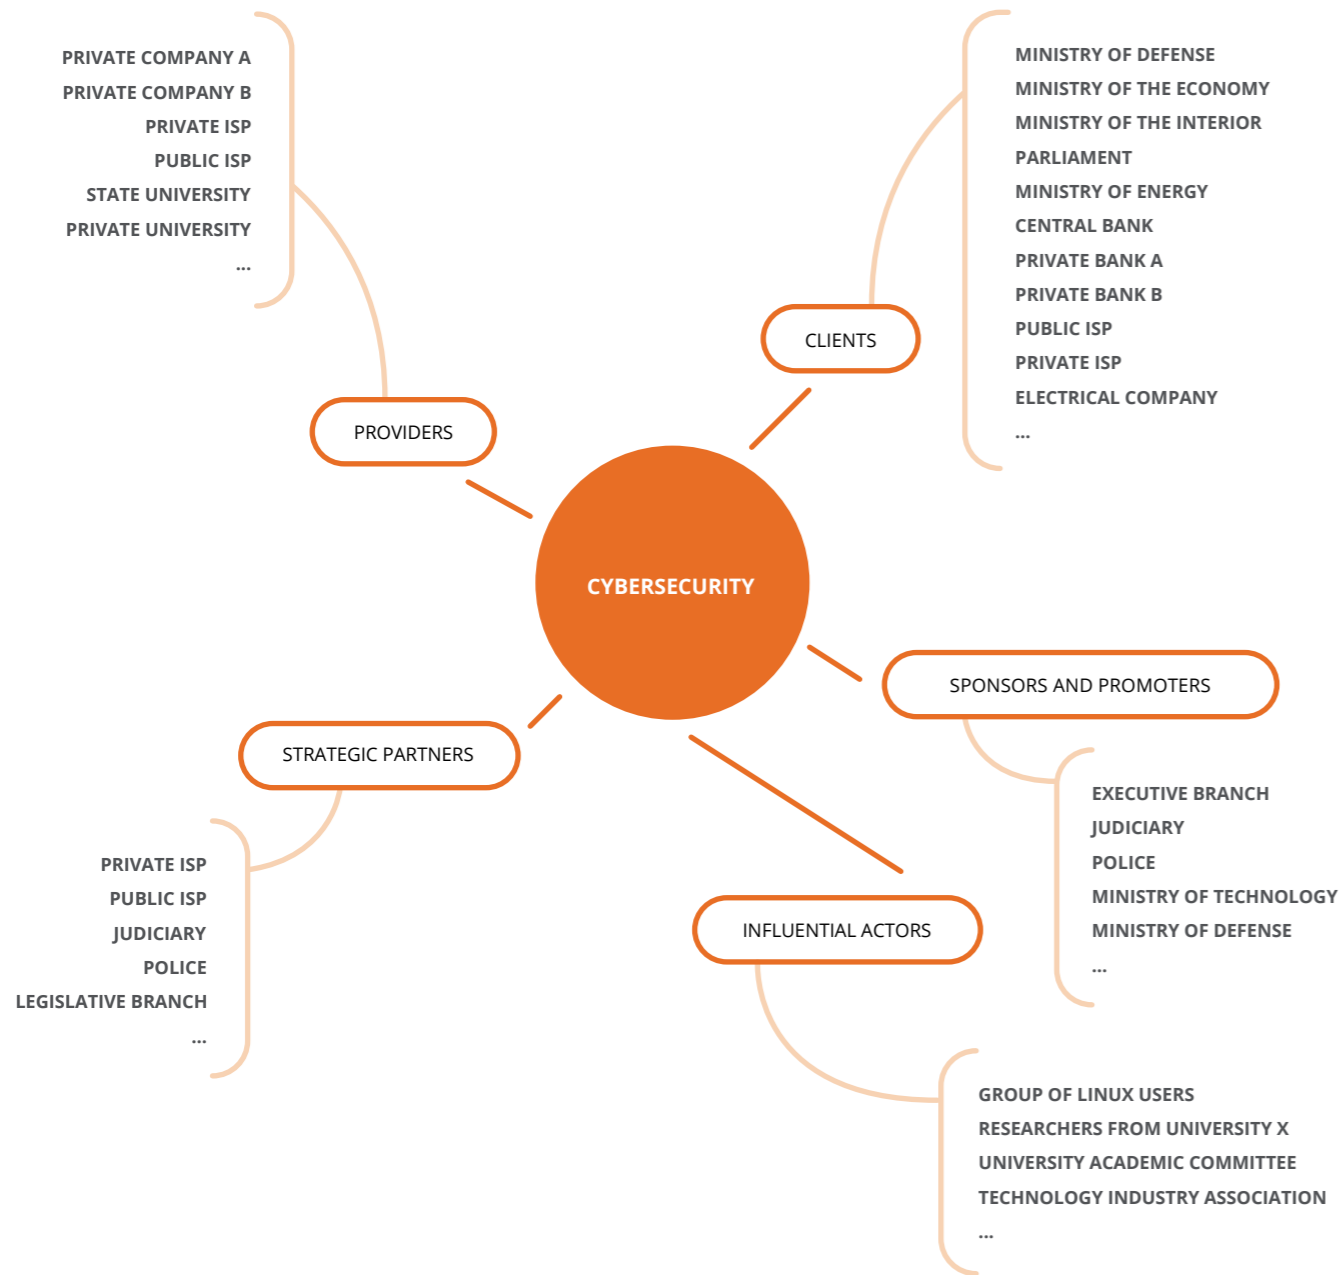 PRIVATE COMPANY A
PRIVATE COMPANY B
PRIVATE ISP
PUBLIC ISP
STATE UNIVERSITY
PRIVATE UNIVERSITY
...
PROVIDERS
MINISTRY OF DEFENSE
MINISTRY OF THE ECONOMY
MINISTRY OF THE INTERIOR
PARLIAMENT
MINISTRY OF ENERGY
CENTRAL BANK
PRIVATE BANK A
PRIVATE BANK B
PUBLIC ISP
PRIVATE ISP
ELECTRICAL COMPANY
...
CLIENTS
CYBERSECURITY
STRATEGIC PARTNERS
PRIVATE ISP
PUBLIC ISP
JUDICIARY
POLICE
LEGISLATIVE BRANCH
...
SPONSORS AND PROMOTERS
EXECUTIVE BRANCH
JUDICIARY
POLICE
MINISTRY OF TECHNOLOGY
MINISTRY OF DEFENSE
...
INFLUENTIAL ACTORS
GROUP OF LINUX USERS
RESEARCHERS FROM UNIVERSITY X
UNIVERSITY ACADEMIC COMMITTEE
TECHNOLOGY INDUSTRY ASSOCIATION
...